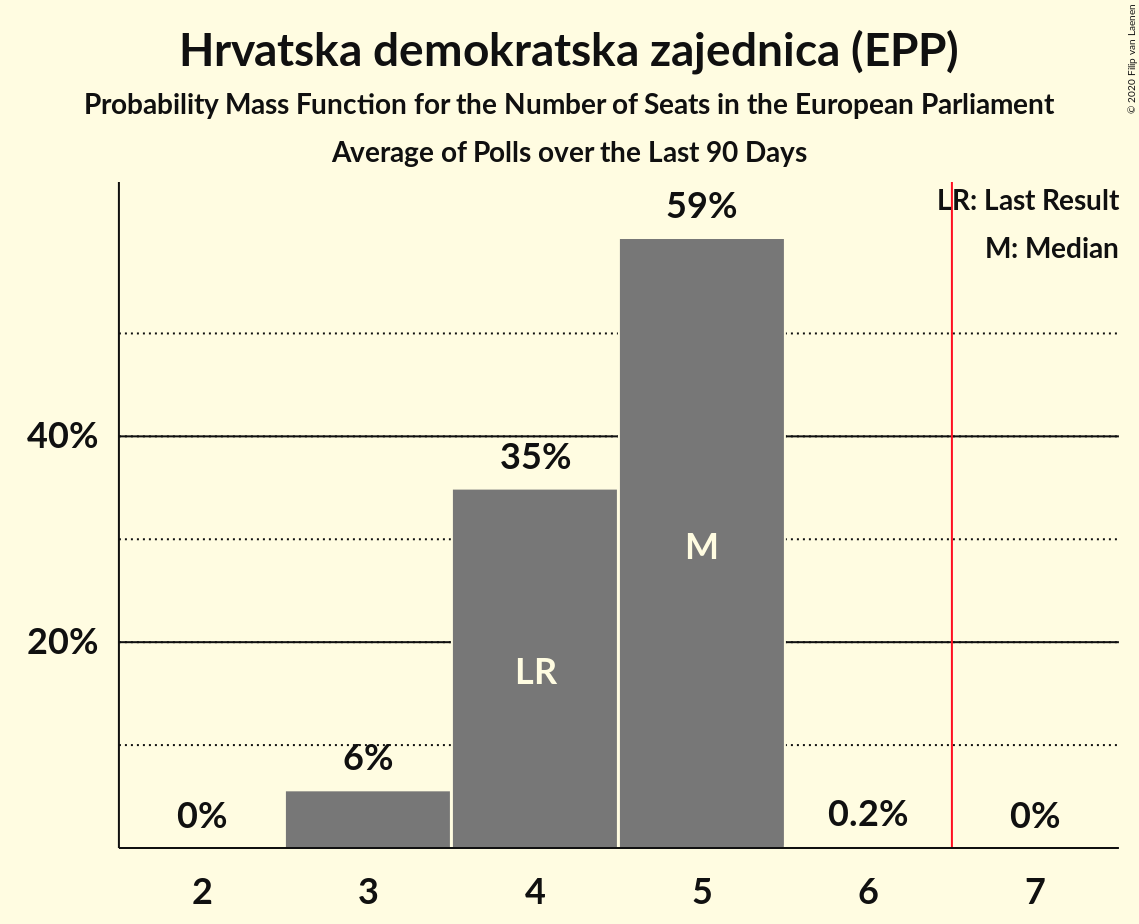 Hrvatska demokratska zajednica (EPP)
Probability Mass Function for the Number of Seats in the European Parliament
Average of Polls over the Last 90 Days
© 2020 Filip van Laenen
LR: Last Result
M: Median
59%
40%
35%
M
20%
LR
6%
0%
0.2%
0%
2 3 4 5 6 7